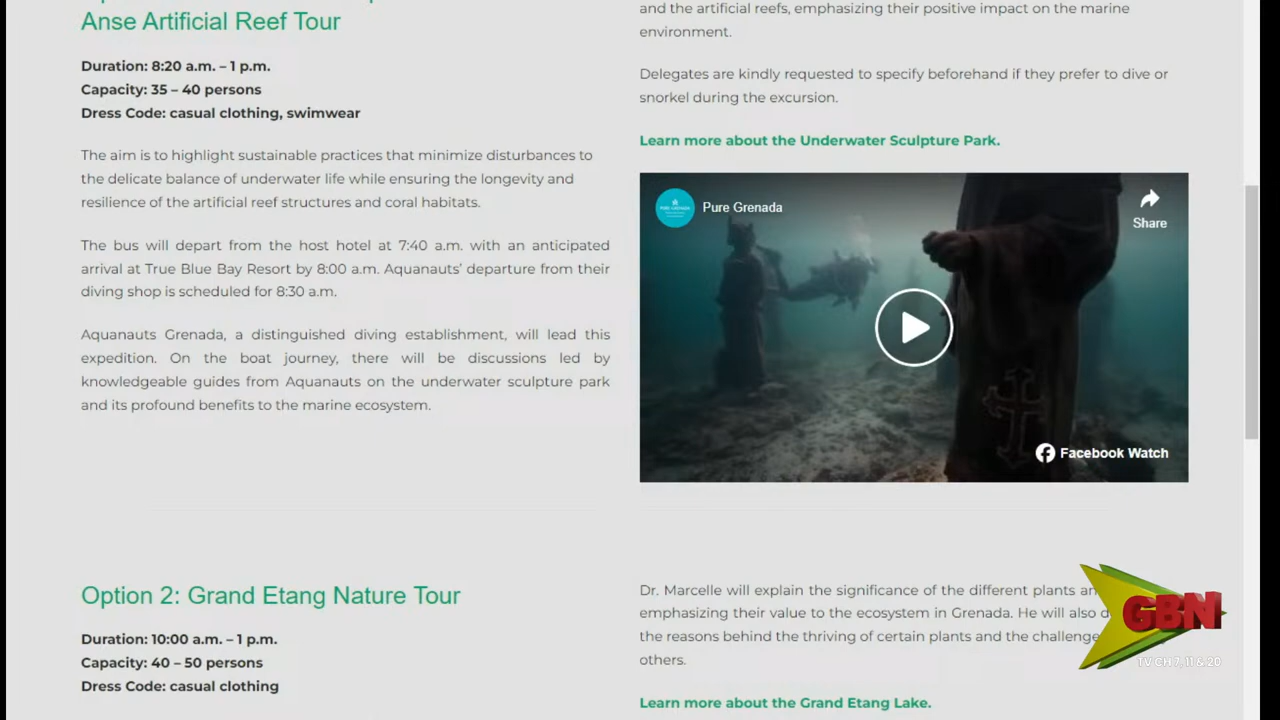 Anse Artificial Reef Tour
Duration: 8:20 a.m. – 1 p.m.
Capacity: 35 – 40 persons
Dress Code: casual clothing, swimwear
The aim is to highlight sustainable practices that minimize disturbances to
the delicate balance of underwater life while ensuring the longevity and
resilience of the artificial reef structures and coral habitats.
The bus will depart from the host hotel at 7:40 a.m. with an anticipated
arrival at True Blue Bay Resort by 8:00 a.m. Aquanauts’ departure from their
diving shop is scheduled for 8:30 a.m.
Aquanauts Grenada, a distinguished diving establishment, will lead this
expedition. On the boat journey, there will be discussions led by
knowledgeable guides from Aquanauts on the underwater sculpture park
and its profound benefits to the marine ecosystem.
and the artificial reefs, emphasizing their positive impact on the marine
environment.
Delegates are kindly requested to specify beforehand if they prefer to dive or
snorkel during the excursion.
Learn more about the Underwater Sculpture Park.
Pure Grenada
Share
Facebook Watch
Option 2: Grand Etang Nature Tour
Duration: 10:00 a.m. – 1 p.m.
Capacity: 40 – 50 persons
Dress Code: casual clothing
Dr. Marcelle will explain the significance of the different plants
emphasizing their value to the ecosystem in Grenada. He will also
the reasons behind the thriving of certain plants and the
others.
Learn more about the Grand Etang Lake.
GBN
TV CH 7, 11 & 20